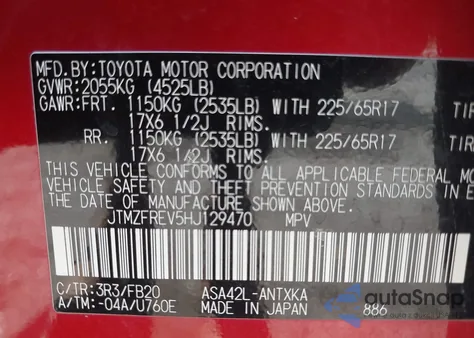 MFD.BY:TOYOTA MOTOR CORPORATION
GVWR:2055KG (4525LB)
GAWR:FRT. 1150KG (2535LB) WITH 225/65R17 TIR
17X6 1/2J RIMS.
RR. 1150KG (2535LB) WITH 225/65R17 TIR
17X6 1/2J RIMS.
THIS VEHICLE CONFORMS TO ALL APPLICABLE FEDERAL MO
VEHICLE SAFETY AND THEFT PREVENTION STANDARDS IN E
THE DATE OF MANUFACTURE SHOWN ABOVE.
JTMZFREV5HJ129470 MPV
C/TR:3R3/FB20 ASA42L-ANTXKA
A/TM:-04A/U760E MADE IN JAPAN 886
autoSnap